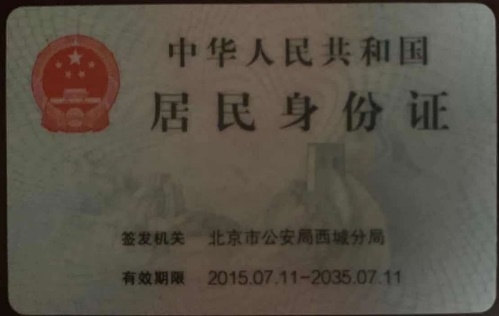 中华人民共和国
居民身份证
签发机关 北京市公安局西城分局
有效期限 2015.07.11-2035.07.11